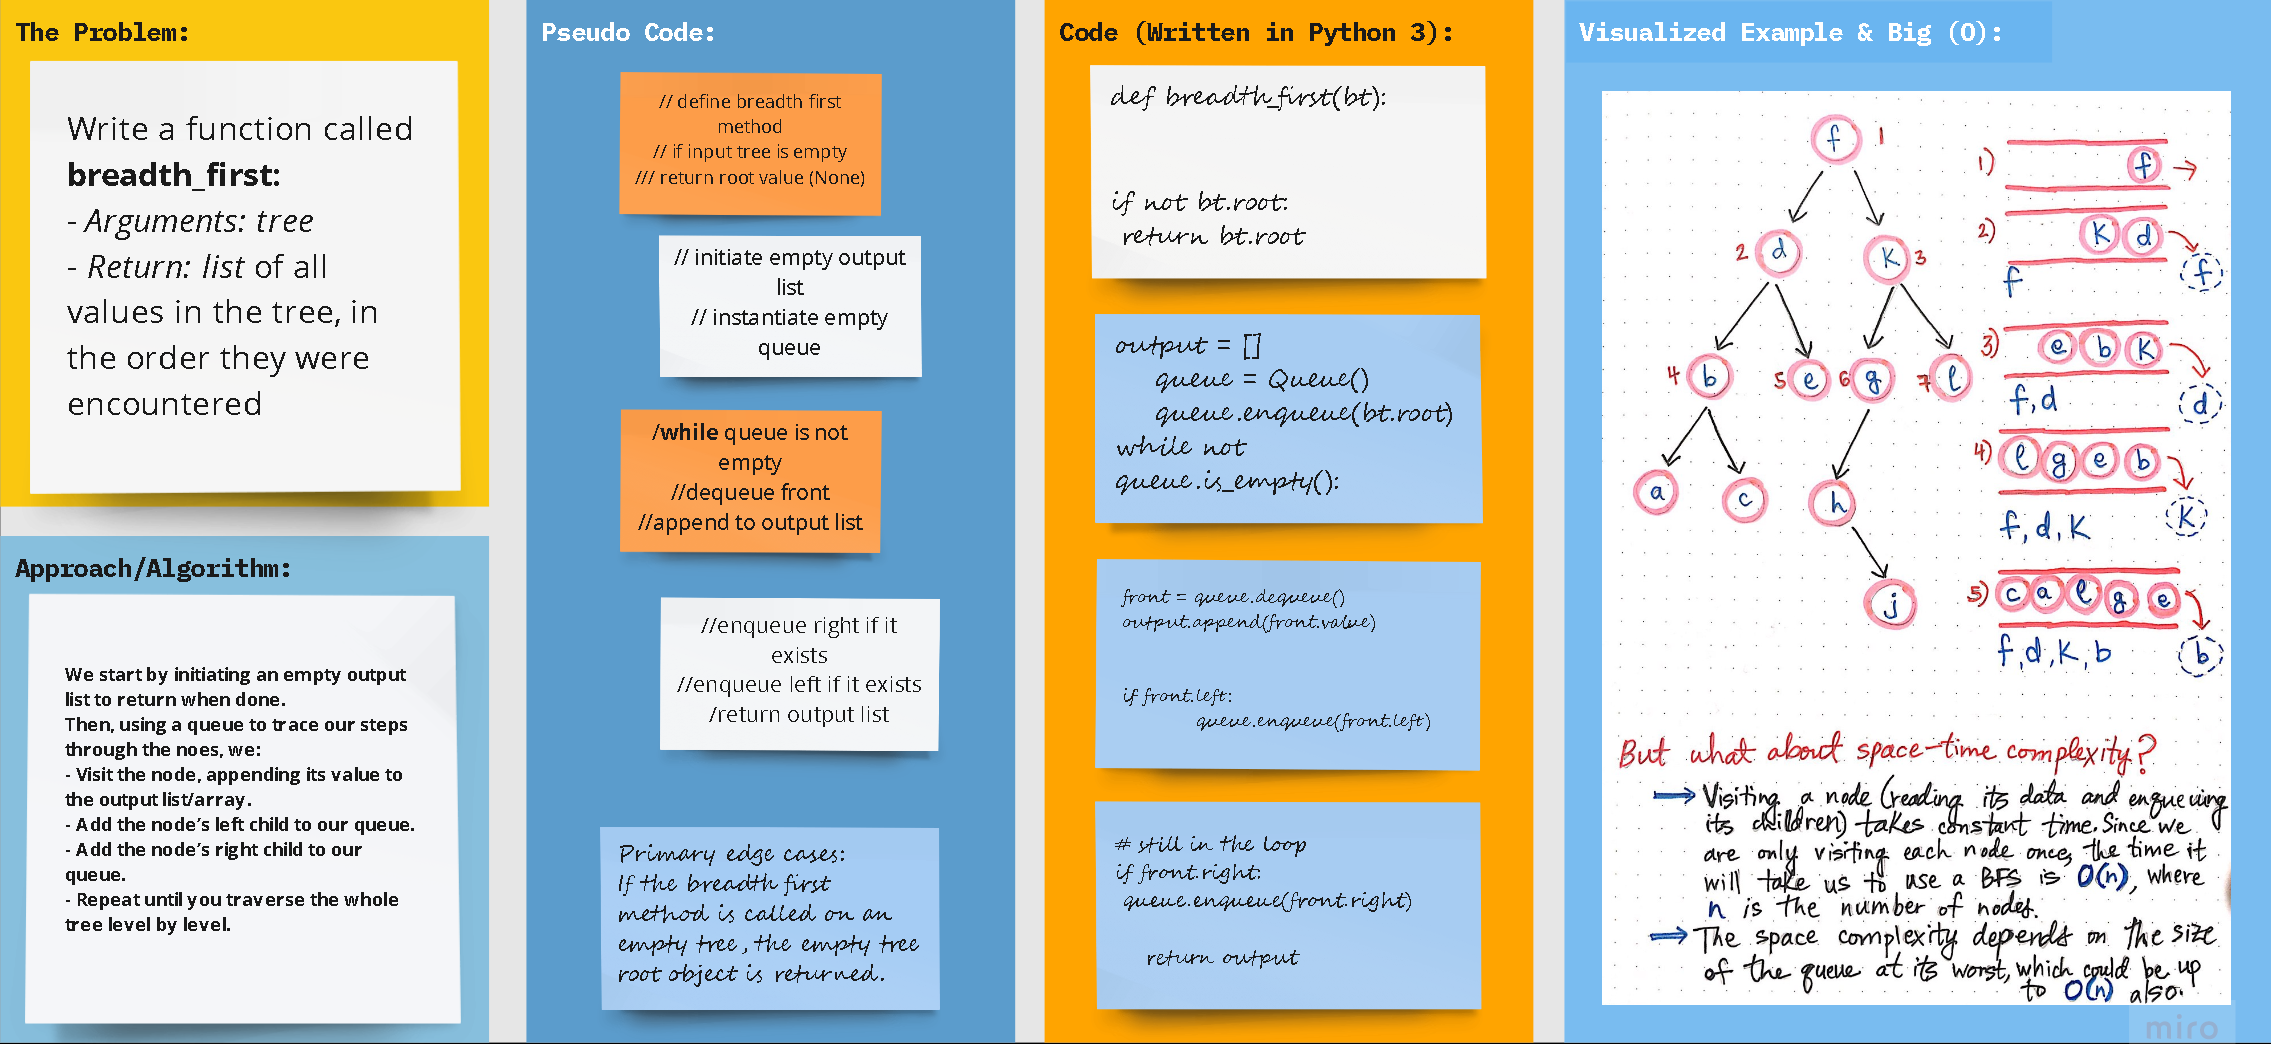 The Problem:
Write a function called
breadth_first:
- Arguments: tree
- Return: list of all
values in the tree, in
the order they were
encountered
Approach/Algorithm:
We start by initiating an empty output
list to return when done.
Then, using a queue to trace our steps
through the noes, we:
- Visit the node, appending its value to
the output list/array.
- Add the node's left child to our queue.
- Add the node's right child to our
queue.
- Repeat until you traverse the whole
tree level by level.
Pseudo Code:
// define breadth first
method
// if input tree is empty
/// return root value (None)
// initiate empty output
list
// instantiate empty
queue
/while queue is not
empty
//dequeue front
//append to output list
//enqueue right if it
exists
//enqueue left if it exists
/return output list
Primary edge cases:
If the breadth first
method is called on an
empty tree, the empty tree
root object is returned.
Code (Written in Python 3):
def breadth_first(bt):
if not bt.root:
return bt.root
output = []
queue = Queue()
queue.enqueue(bt.root)
while not
queue.is_empty():
front = queue.dequeue()
output.append(front.value)
if front.left:
queue.enqueue(front.left)
# still in the loop
if front.right:
queue.enqueue(front.right)
return output
Visualized Example & Big (O):
f 1
2 d
k 3
4 b
5 e
6 g
7 l
a
c
h
j
1) f
2) k d
f
f
3) e b k
f, d
d
4) l g e b
f, d, k
k
5) c a l g e
f, d, k, b
b
But what about space-time complexity?
Visiting a node (reading its data and enqueuing
its children) takes constant time. Since we
are only visiting each node once, the time it
will take us to use a BFS is O(n), where
n is the number of nodes.
The space complexity depends on the size
of the queue at its worst, which could be up
to O(n) also.
miro